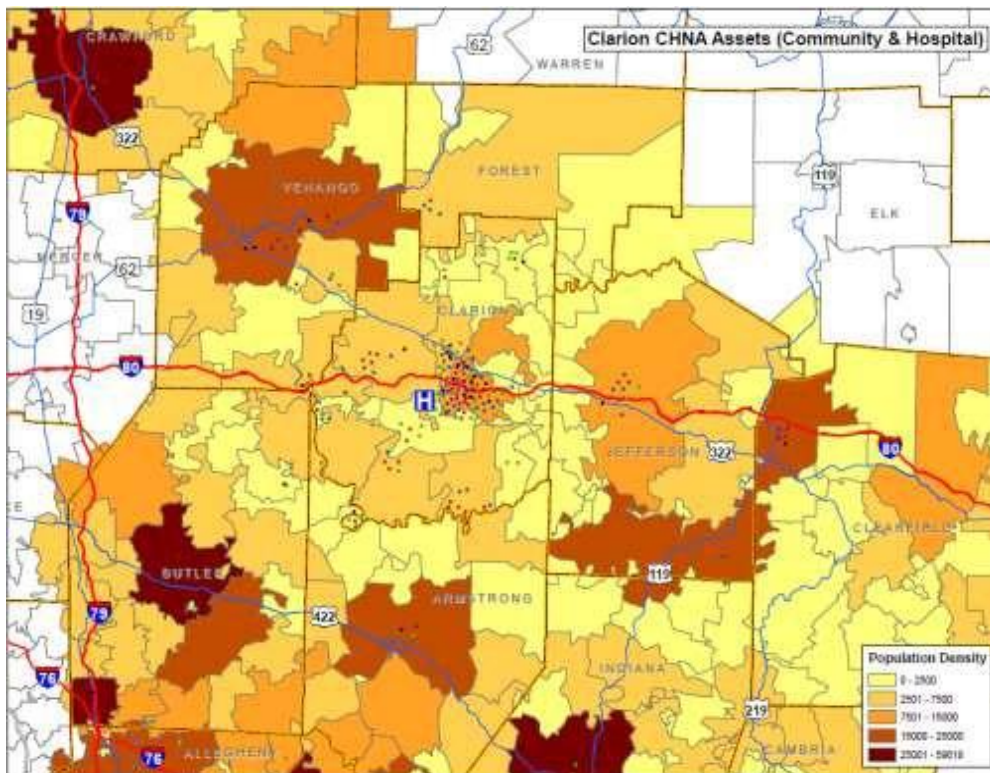 CRAWFORD
62
Clarion CHNA Assets (Community & Hospital)
WARREN
322
119
FOREST
VENANGO
79
ELK
MERCER
62
19
CLARION
80
H
JEFFERSON
322
80
CLEARFIELD
BUTLER
119
ARMSTRONG
79
422
INDIANA
76
219
ALLEGHENY
76
CAMBRIA
Population Density
0 - 2500
2501 - 7500
7501 - 15000
15000 - 25000
25001 - 59018